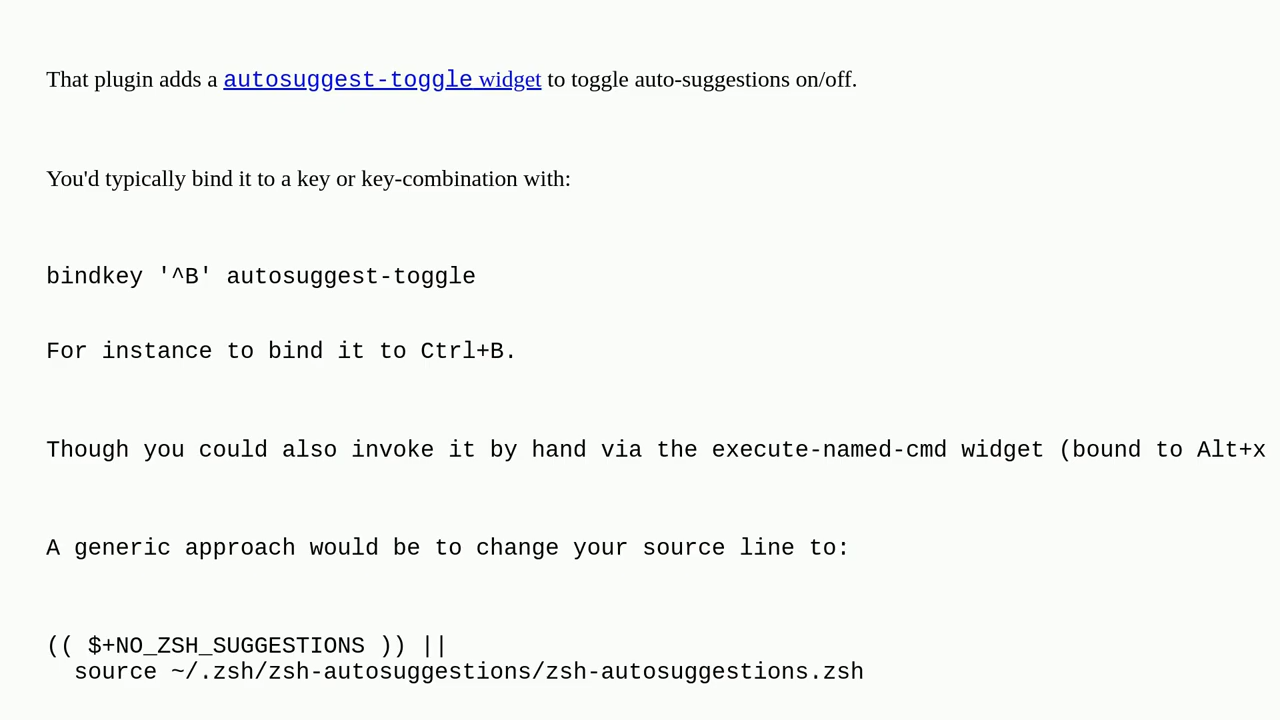 That plugin adds a autosuggest-toggle widget to toggle auto-suggestions on/off.
You'd typically bind it to a key or key-combination with:
bindkey '^B' autosuggest-toggle
For instance to bind it to Ctrl+B.
Though you could also invoke it by hand via the execute-named-cmd widget (bound to Alt+x
A generic approach would be to change your source line to:
(( $+NO_ZSH_SUGGESTIONS )) ||
  source ~/.zsh/zsh-autosuggestions/zsh-autosuggestions.zsh